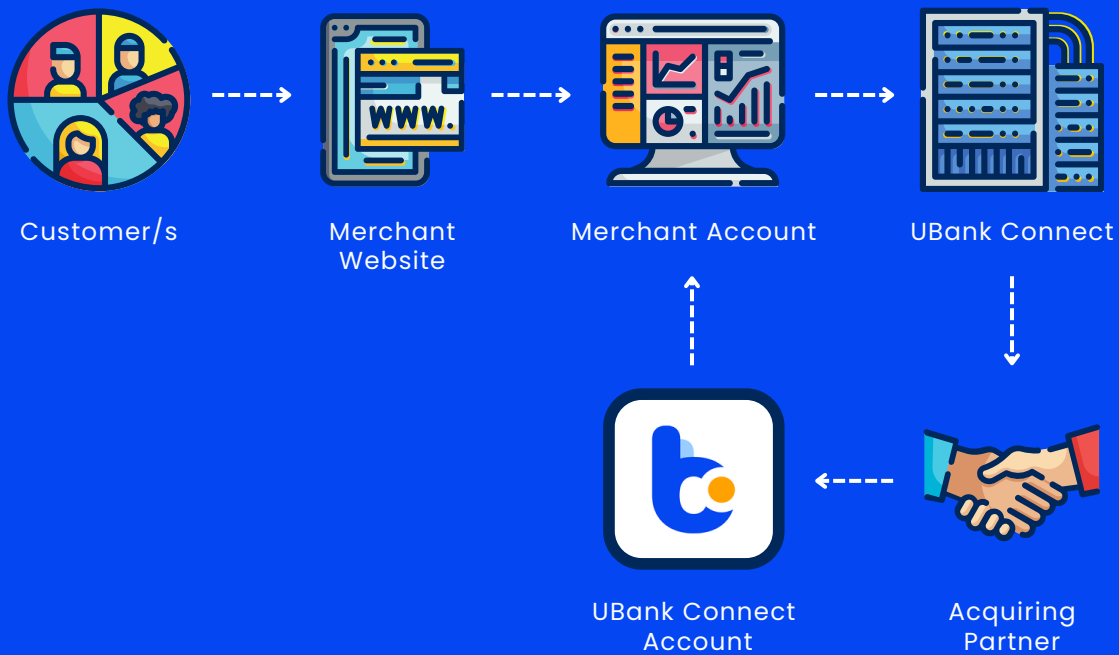 WWW.
Customer/s
Merchant
Website
Merchant Account
UBank Connect
UBank Connect
Account
Acquiring
Partner